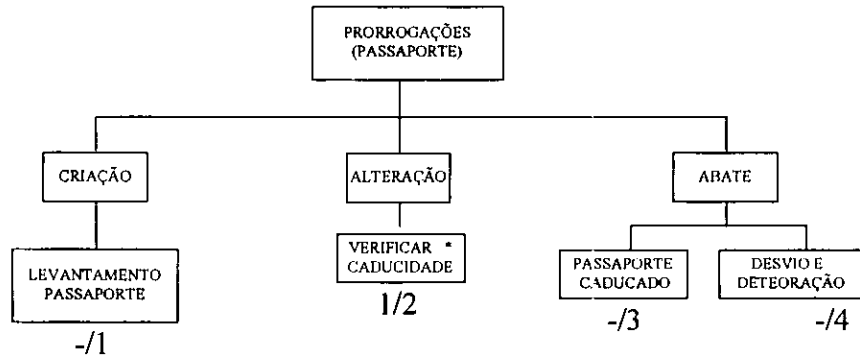 PRORROGAÇÕES
(PASSAPORTE)
CRIAÇÃO
ALTERAÇÃO
ABATE
LEVANTAMENTO
PASSAPORTE
-/1
VERIFICAR *
CADUCIDADE
1/2
PASSAPORTE
CADUCADO
-/3
DESVIO E
DETEORAÇÃO
-/4